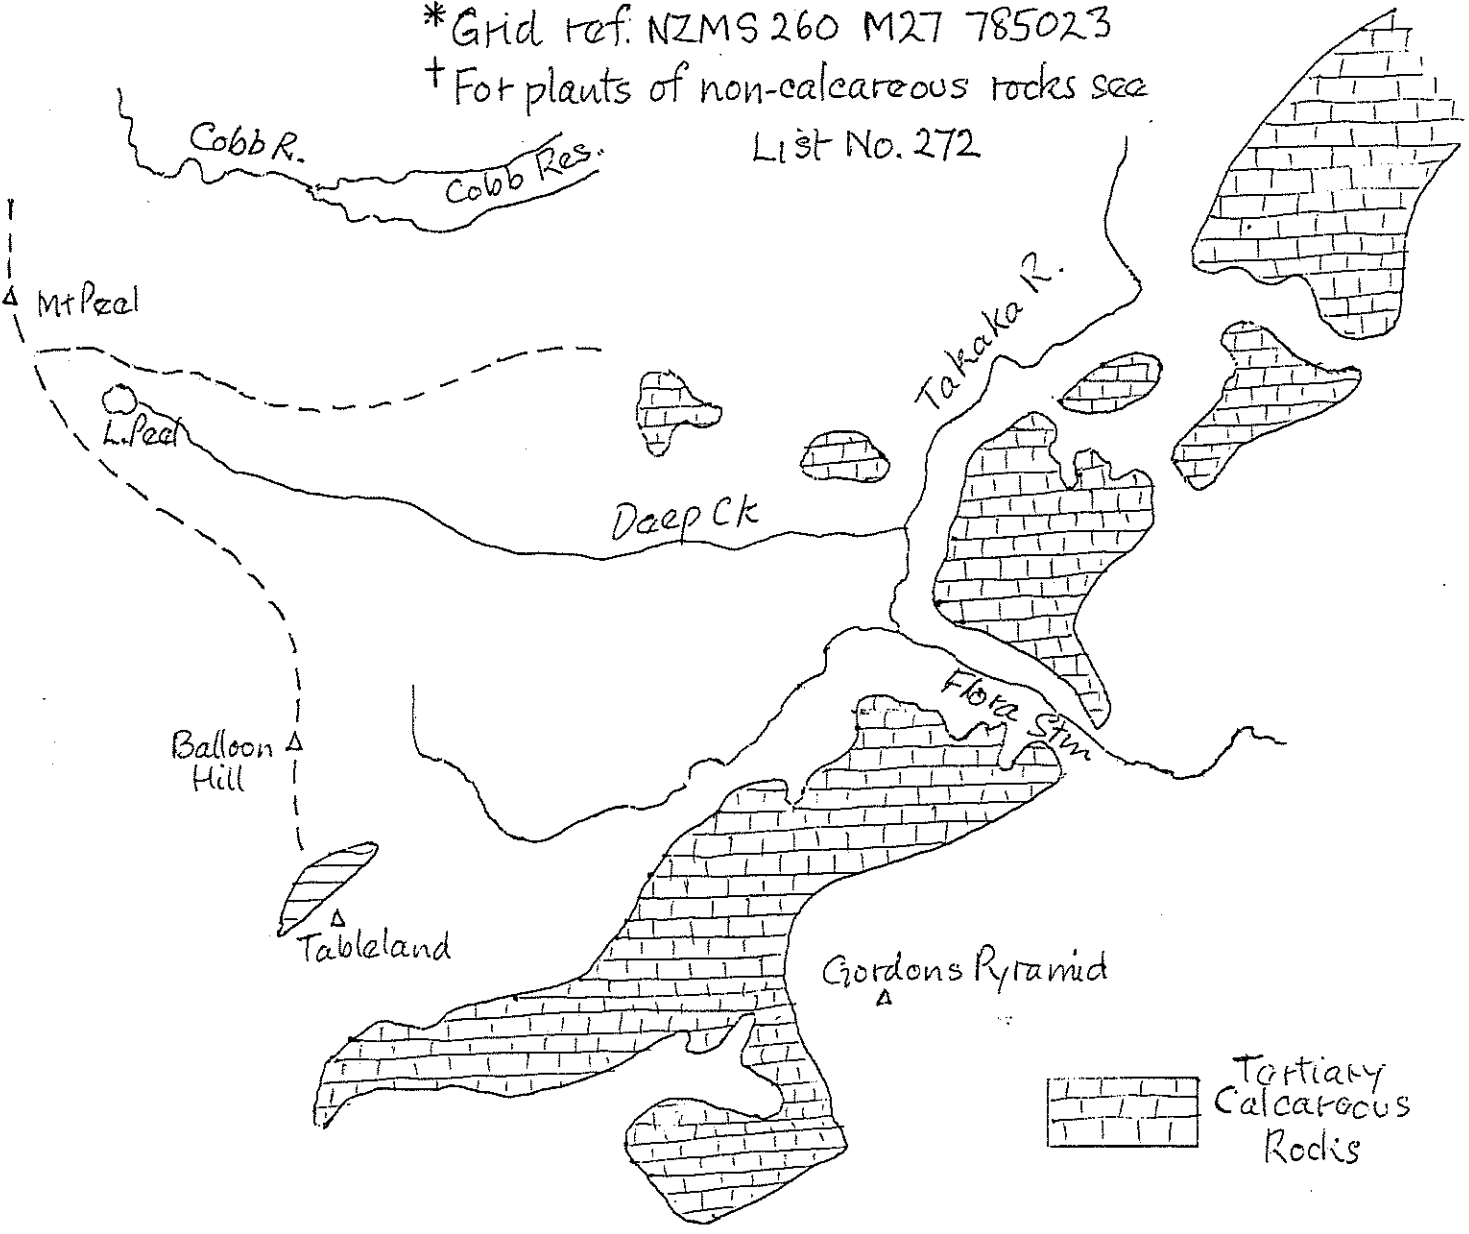 *Grid ref. NZMS 260 M27 785023
†For plants of non-calcareous rocks see
List No. 272
Cobb R.
Cobb Res.
Mt Peel
Takaka R.
L. Peel
Deep Ck
Flora Stm
Balloon
Hill
Tableland
Gordons Pyramid
Tertiary
Calcareous
Rocks